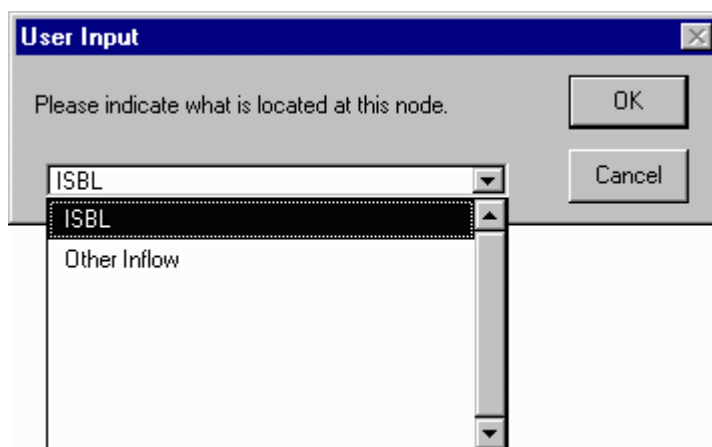 User Input
Please indicate what is located at this node.
OK
ISBL
Cancel
ISBL
Other Inflow